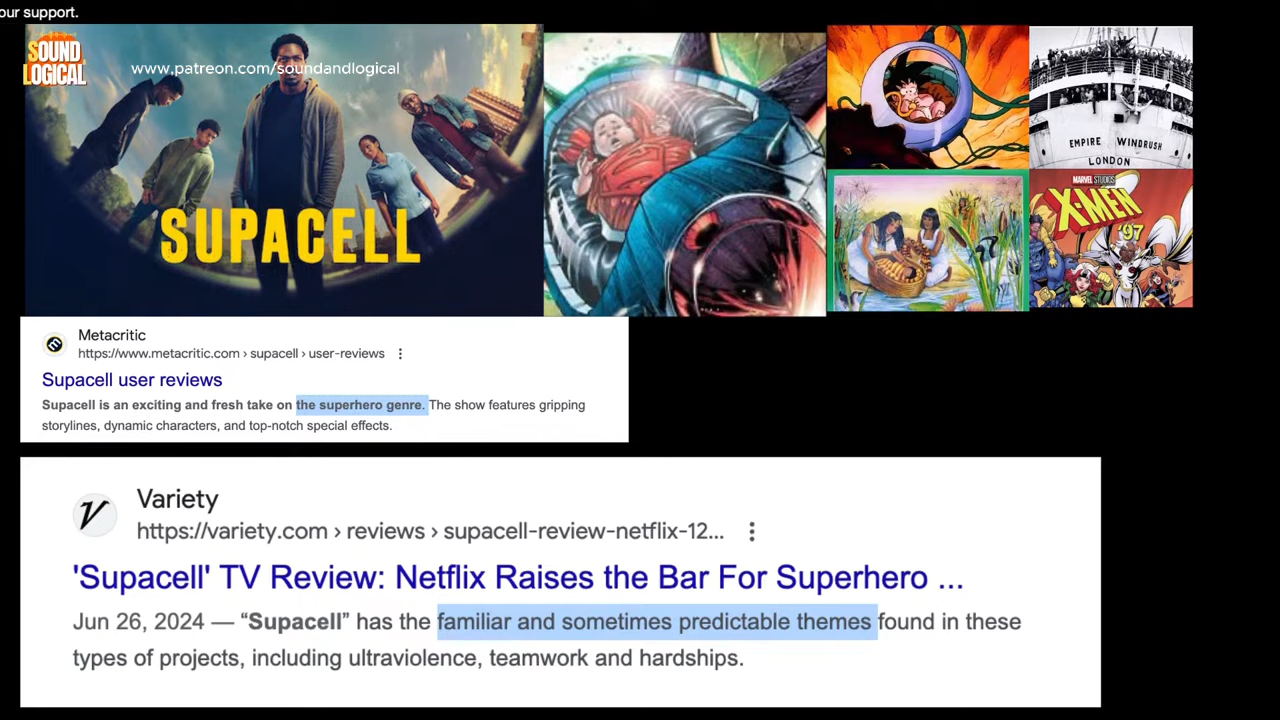 our support.
SOUND
LOGICAL
www.patreon.com/soundandlogical
SUPACELL
EMPIRE WINDRUSH
LONDON
MARVEL STUDIOS
X-MEN
'97
Metacritic
https://www.metacritic.com › supacell › user-reviews
Supacell user reviews
Supacell is an exciting and fresh take on the superhero genre. The show features gripping
storylines, dynamic characters, and top-notch special effects.
V
Variety
https://variety.com › reviews › supacell-review-netflix-12...
'Supacell' TV Review: Netflix Raises the Bar For Superhero ...
Jun 26, 2024 — “Supacell” has the familiar and sometimes predictable themes found in these
types of projects, including ultraviolence, teamwork and hardships.